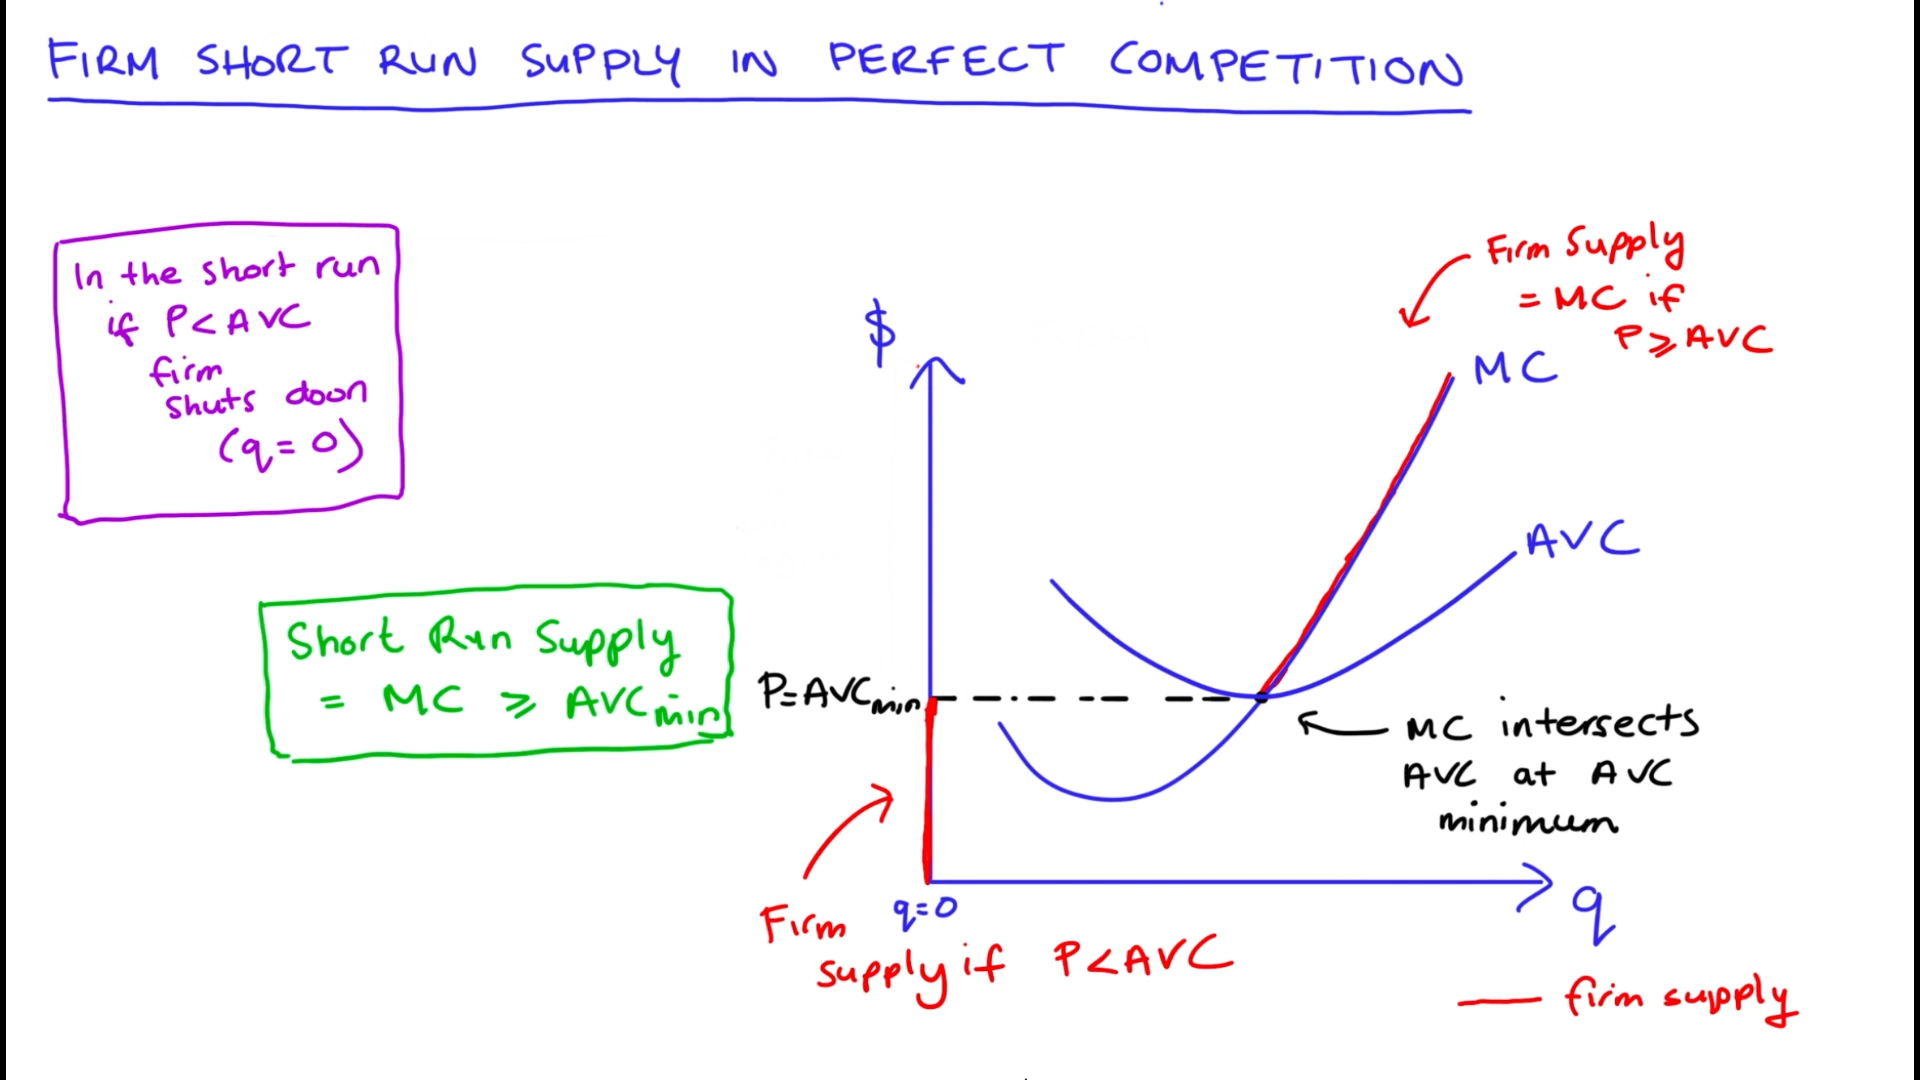 FIRM SHORT RUN SUPPLY IN PERFECT COMPETITION
In the short run
if P < AVC
firm
shuts down
(q = 0)
Short Run Supply
= MC ⩾ AVCmin
$
Firm Supply
= MC if
P ⩾ AVC
MC
AVC
P=AVCmin
MC intersects
AVC at AVC
minimum
q=0
q
Firm
supply if P<AVC
firm supply